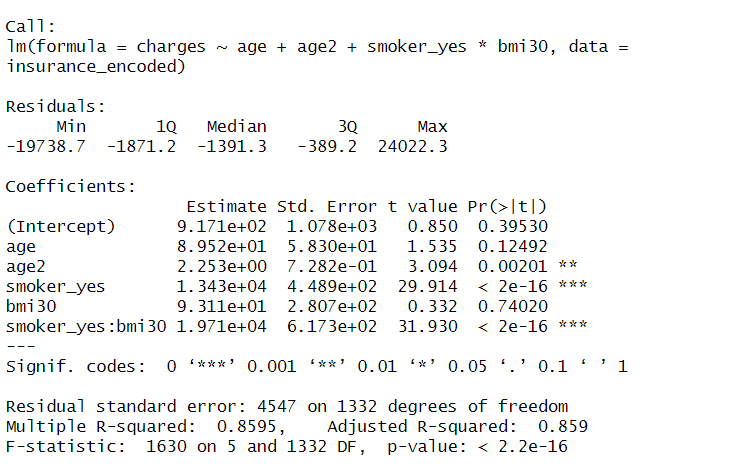 Call:
lm(formula = charges ~ age + age2 + smoker_yes * bmi30, data =
insurance_encoded)
Residuals:
Min 1Q Median 3Q Max
-19738.7 -1871.2 -1391.3 -389.2 24022.3
Coefficients:
Estimate Std. Error t value Pr(>|t|)
(Intercept) 9.171e+02 1.078e+03 0.850 0.39530
age 8.952e+01 5.830e+01 1.535 0.12492
age2 2.253e+00 7.282e-01 3.094 0.00201 **
smoker_yes 1.343e+04 4.489e+02 29.914 < 2e-16 ***
bmi30 9.311e+01 2.807e+02 0.332 0.74020
smoker_yes:bmi30 1.971e+04 6.173e+02 31.930 < 2e-16 ***
---
Signif. codes: 0 ‘***’ 0.001 ‘**’ 0.01 ‘*’ 0.05 ‘.’ 0.1 ‘ ’ 1
Residual standard error: 4547 on 1332 degrees of freedom
Multiple R-squared: 0.8595, Adjusted R-squared: 0.859
F-statistic: 1630 on 5 and 1332 DF, p-value: < 2.2e-16